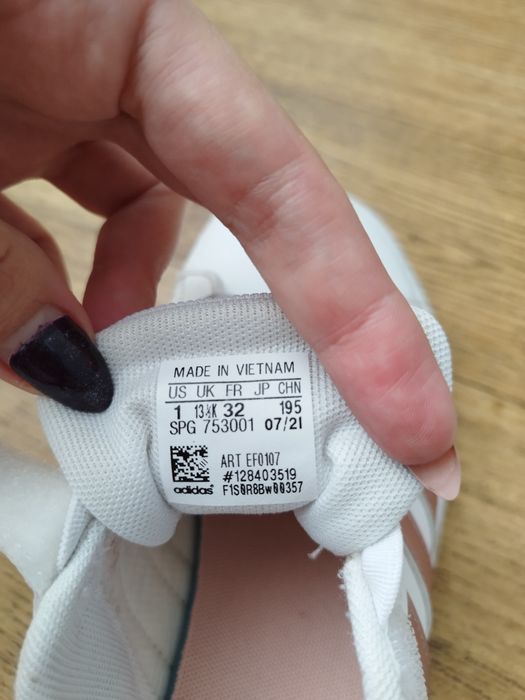 MADE IN VIETNAM
US UK FR JP CHN
1 13½K 32 195
SPG 753001 07/21
ART EF0107
#128403519
adidas F1S0R8Bw00357